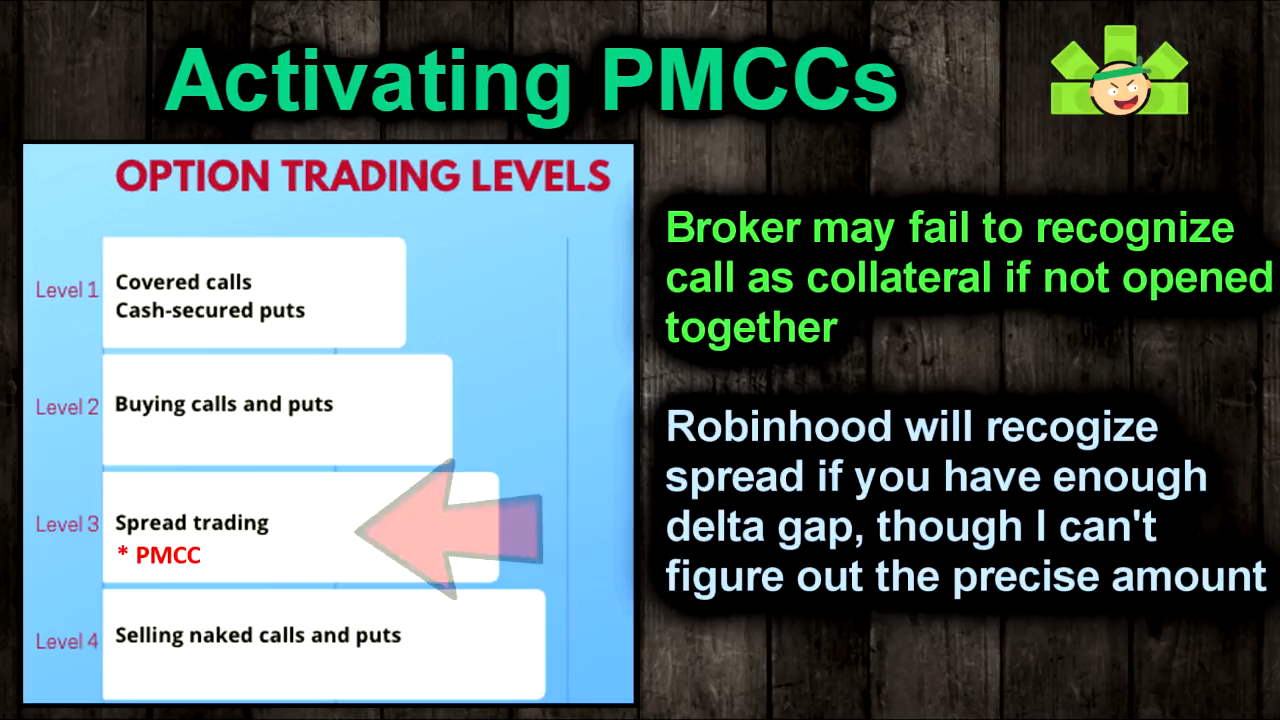 Activating PMCCs
OPTION TRADING LEVELS
Level 1
Covered calls
Cash-secured puts
Level 2
Buying calls and puts
Level 3
Spread trading
* PMCC
Level 4
Selling naked calls and puts
Broker may fail to recognize
call as collateral if not opened
together
Robinhood will recogize
spread if you have enough
delta gap, though I can't
figure out the precise amount